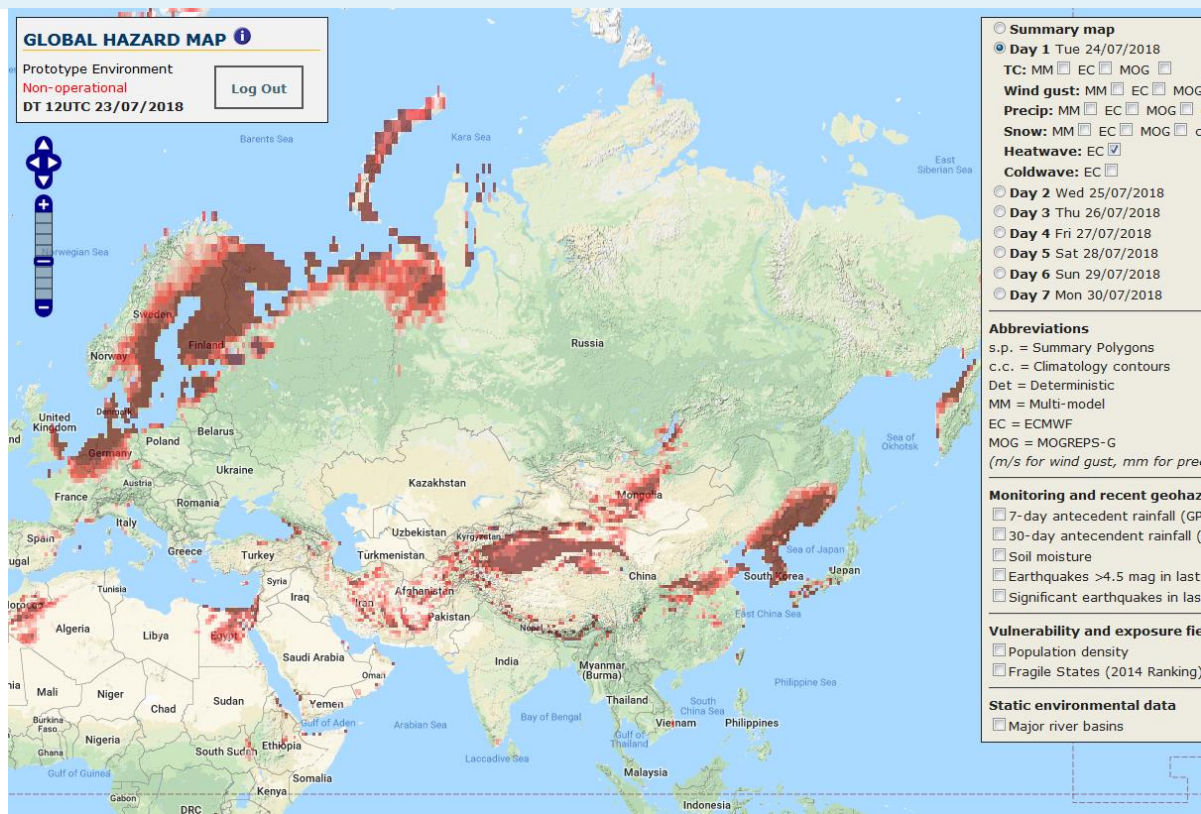 GLOBAL HAZARD MAP i
Prototype Environment
Non-operational
DT 12UTC 23/07/2018
Log Out
Summary map
Day 1 Tue 24/07/2018
TC: MM EC MOG
Wind gust: MM EC MOG
Precip: MM EC MOG
Snow: MM EC MOG
Heatwave: EC
Coldwave: EC
Day 2 Wed 25/07/2018
Day 3 Thu 26/07/2018
Day 4 Fri 27/07/2018
Day 5 Sat 28/07/2018
Day 6 Sun 29/07/2018
Day 7 Mon 30/07/2018
Abbreviations
s.p. = Summary Polygons
c.c. = Climatology contours
Det = Deterministic
MM = Multi-model
EC = ECMWF
MOG = MOGREPS-G
(m/s for wind gust, mm for prec
Monitoring and recent geohaz
7-day antecedent rainfall (GP
30-day antecendent rainfall (
Soil moisture
Earthquakes >4.5 mag in last
Significant earthquakes in las
Vulnerability and exposure fie
Population density
Fragile States (2014 Ranking)
Static environmental data
Major river basins
Barents Sea
Kara Sea
East Siberian Sea
Norwegian Sea
Sweden
Finland
Norway
Russia
United Kingdom
Denmark
Germany
Poland
Belarus
Sea of Okhotsk
Austria
Ukraine
Kazakhstan
Mongolia
France
Romania
Italy
Spain
Greece
Turkey
Uzbekistan
Kyrgyzstan
Turkmenistan
Sea of Japan
Japan
South Korea
China
Tunisia
Syria
Iraq
Iran
Afghanistan
Pakistan
Nepal
East China Sea
Morocco
Algeria
Libya
Egypt
Saudi Arabia
Oman
India
Myanmar (Burma)
Philippine Sea
Mali
Niger
Chad
Sudan
Yemen
Gulf of Aden
Arabian Sea
Bay of Bengal
Thailand
South China Sea
Vietnam
Philippines
Burkina Faso
Nigeria
Ghana
South Sudan
Ethiopia
Gulf of Thailand
Laccadive Sea
Gulf of Guinea
Somalia
Malaysia
Gabon
Kenya
DRC
Indonesia